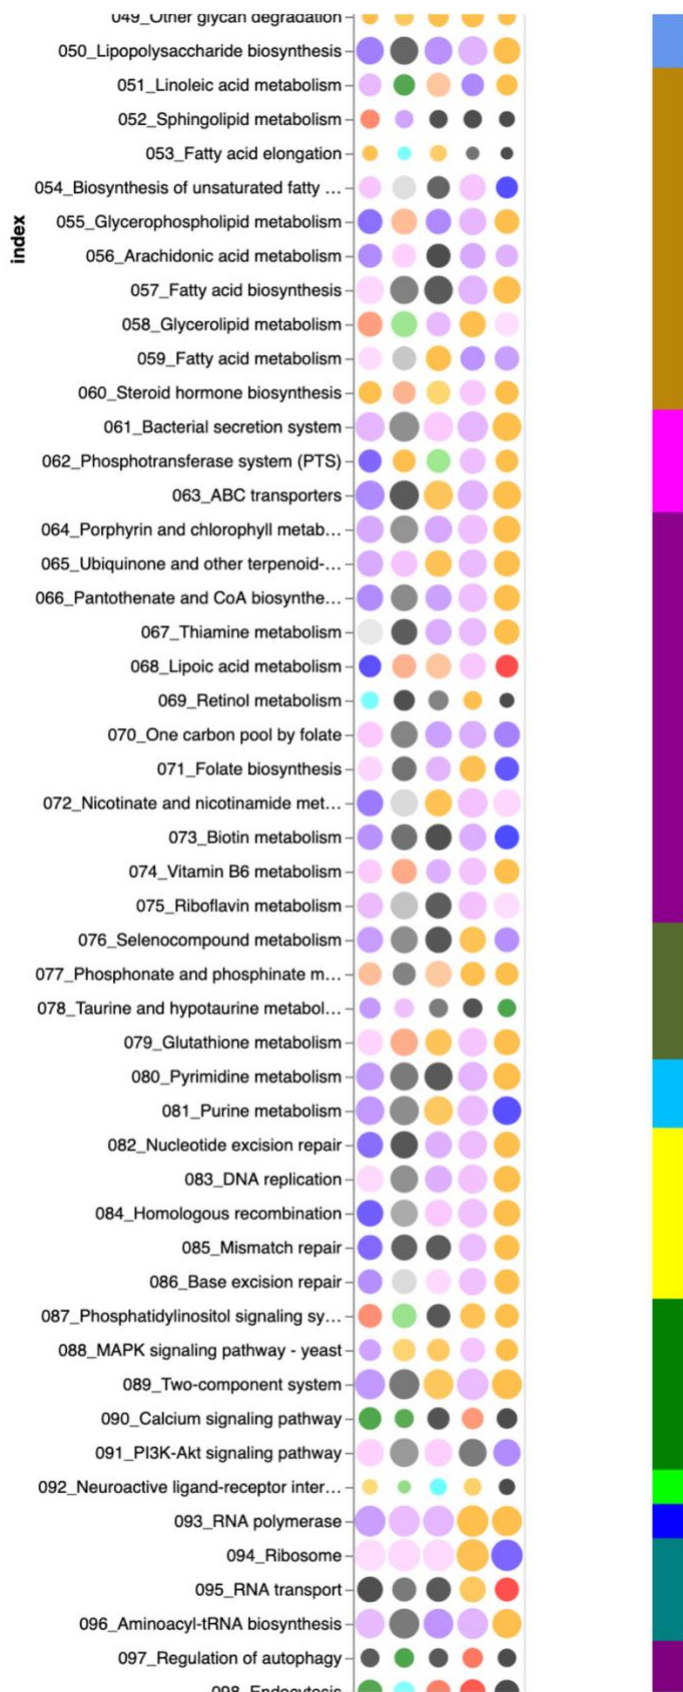 049_Other glycan degradation
050_Lipopolysaccharide biosynthesis
051_Linoleic acid metabolism
052_Sphingolipid metabolism
053_Fatty acid elongation
054_Biosynthesis of unsaturated fatty …
index
055_Glycerophospholipid metabolism
056_Arachidonic acid metabolism
057_Fatty acid biosynthesis
058_Glycerolipid metabolism
059_Fatty acid metabolism
060_Steroid hormone biosynthesis
061_Bacterial secretion system
062_Phosphotransferase system (PTS)
063_ABC transporters
064_Porphyrin and chlorophyll metab…
065_Ubiquinone and other terpenoid-…
066_Pantothenate and CoA biosynthe…
067_Thiamine metabolism
068_Lipoic acid metabolism
069_Retinol metabolism
070_One carbon pool by folate
071_Folate biosynthesis
072_Nicotinate and nicotinamide met…
073_Biotin metabolism
074_Vitamin B6 metabolism
075_Riboflavin metabolism
076_Selenocompound metabolism
077_Phosphonate and phosphinate m…
078_Taurine and hypotaurine metabol…
079_Glutathione metabolism
080_Pyrimidine metabolism
081_Purine metabolism
082_Nucleotide excision repair
083_DNA replication
084_Homologous recombination
085_Mismatch repair
086_Base excision repair
087_Phosphatidylinositol signaling sy…
088_MAPK signaling pathway - yeast
089_Two-component system
090_Calcium signaling pathway
091_PI3K-Akt signaling pathway
092_Neuroactive ligand-receptor inter…
093_RNA polymerase
094_Ribosome
095_RNA transport
096_Aminoacyl-tRNA biosynthesis
097_Regulation of autophagy
098_Endocytosis